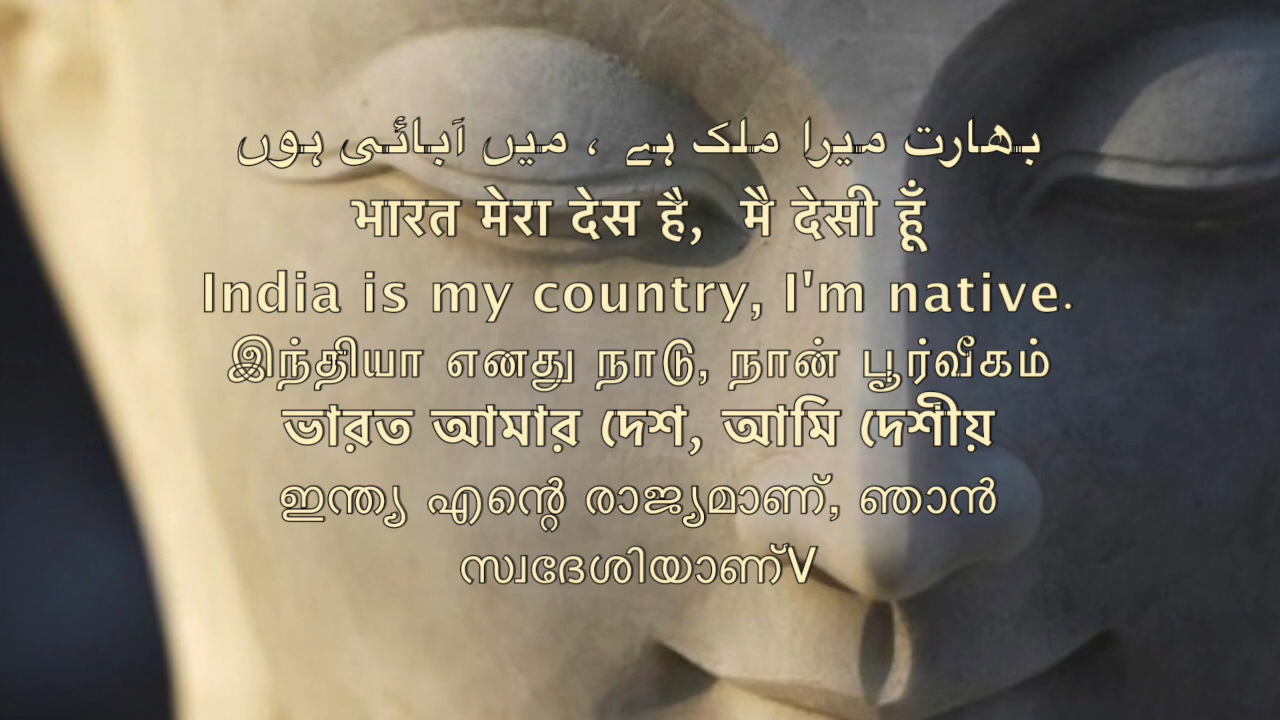 بھارت میرا ملک ہے ، میں آبائی ہوں
भारत मेरा देस है, मै देसी हूँ
India is my country, I'm native.
இந்தியா எனது நாடு, நான் பூர்வீகம்
ভারত আমার দেশ, আমি দেশীয়
ഇന്ത്യ എന്റെ രാജ്യമാണ്, ഞാൻ
സ്വദേശിയാണ്V